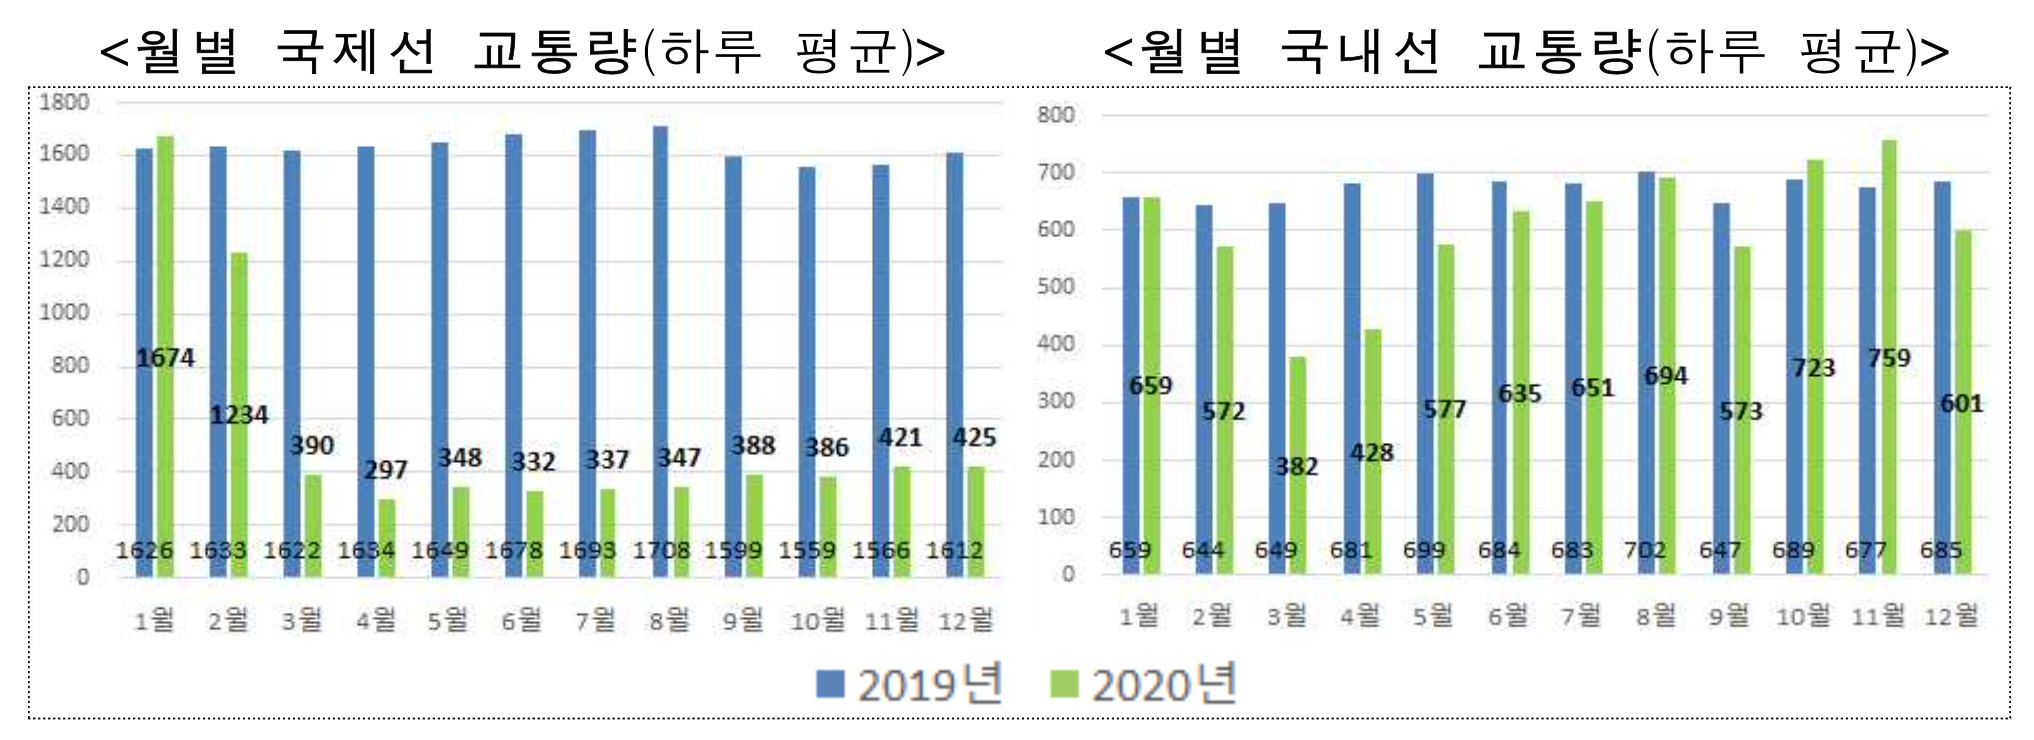 <월별 국제선 교통량(하루 평균)>
1800
1600
1400
1200
1000
800
600
400
200
0
1674
1234
390
297
348
332
337
347
388
386
421
425
1626
1633
1622
1634
1649
1678
1693
1708
1599
1559
1566
1612
1월
2월
3월
4월
5월
6월
7월
8월
9월
10월
11월
12월
<월별 국내선 교통량(하루 평균)>
800
700
600
500
400
300
200
100
0
659
572
382
428
577
635
651
694
573
723
759
601
659
644
649
681
699
684
683
702
647
689
677
685
1월
2월
3월
4월
5월
6월
7월
8월
9월
10월
11월
12월
2019년
2020년